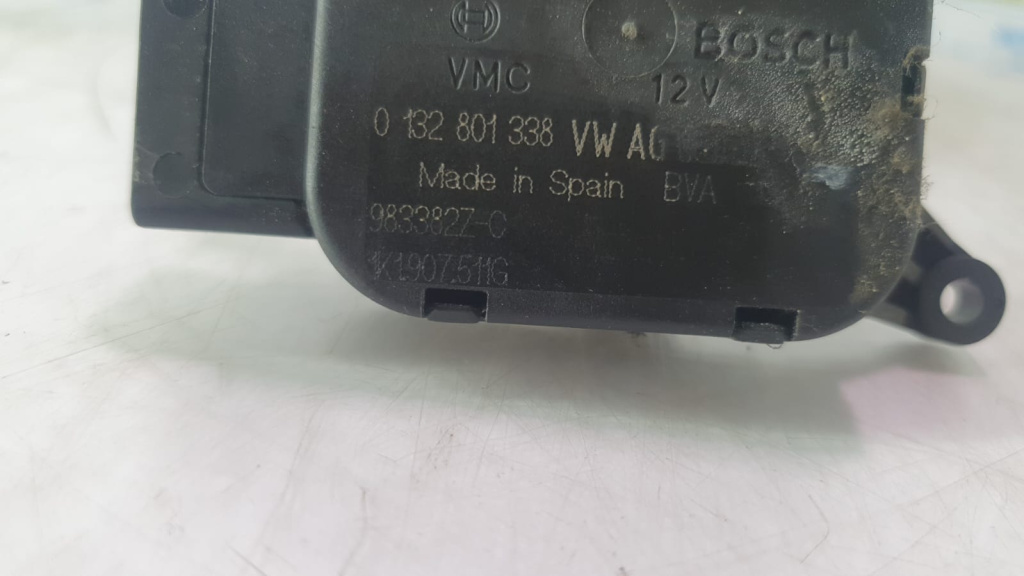 BOSCH
VMC 12 V
0 132 801 338 VW AG
Made in Spain BVA
983382Z-C
1K1907511G